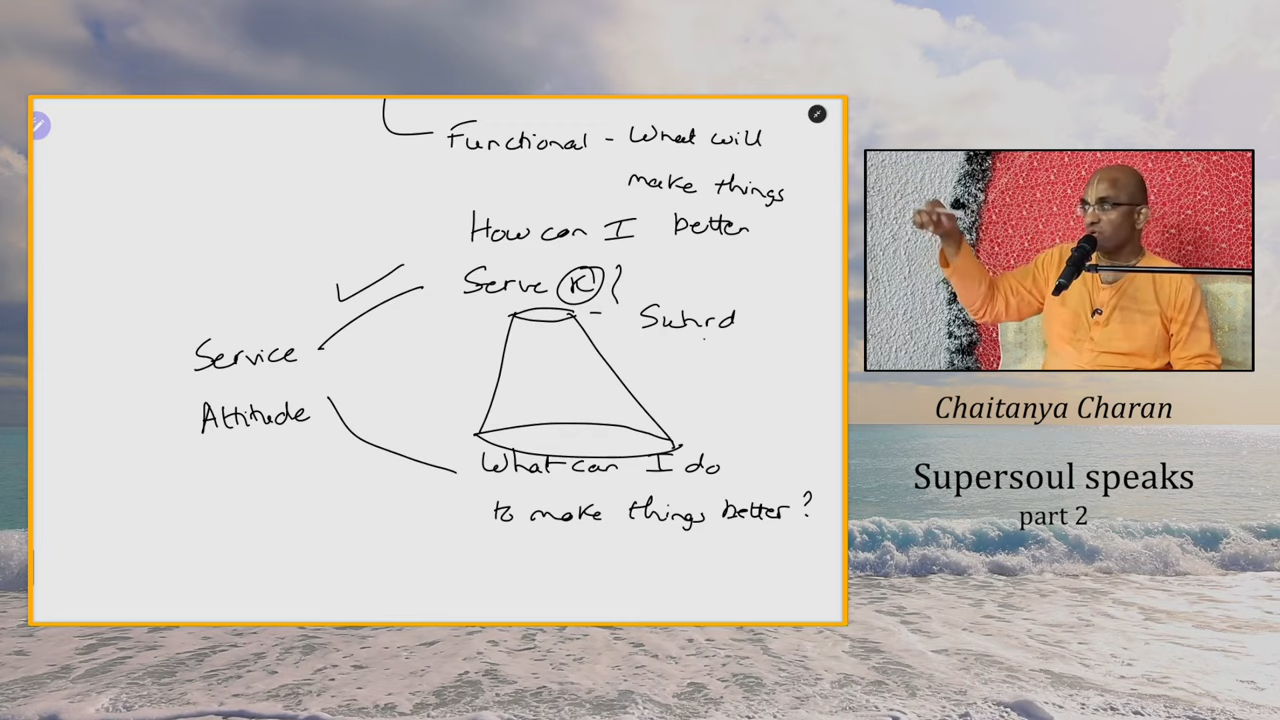 Functional - What will
make things
better
How can I
Serve K?
Suhrd
Service
Attitude
What can I do
to make things better?
Chaitanya Charan
Supersoul speaks
part 2